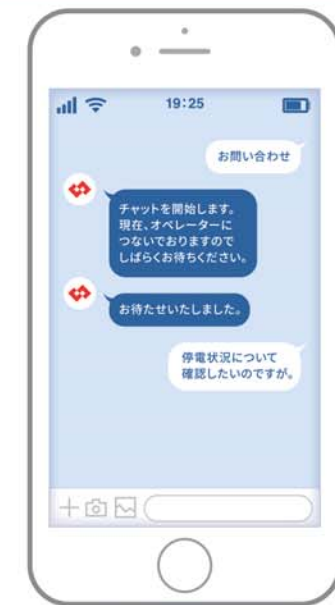 19:25
お問い合わせ
チャットを開始します。
現在、オペレーターに
つないでおりますので
しばらくお待ちください。
お待たせいたしました。
停電状況について
確認したいのですが。